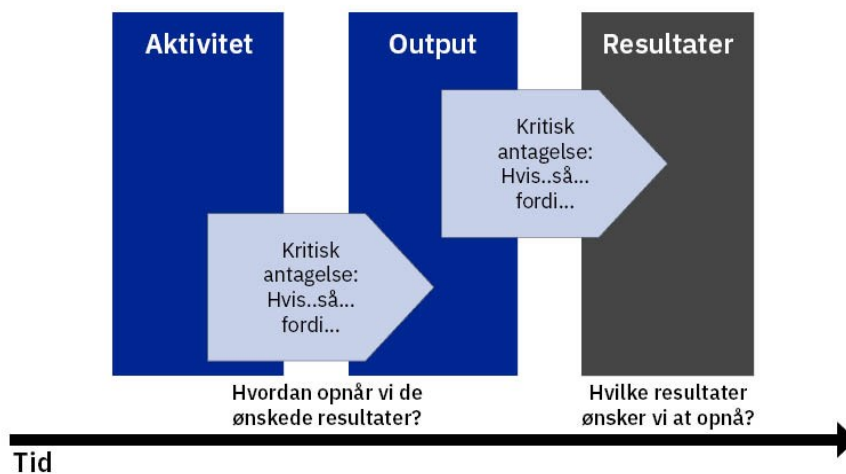 Aktivitet
Output
Resultater
Kritisk
antagelse:
Hvis..så...
fordi...
Kritisk
antagelse:
Hvis..så...
fordi...
Hvordan opnår vi de
ønskede resultater?
Hvilke resultater
ønsker vi at opnå?
Tid